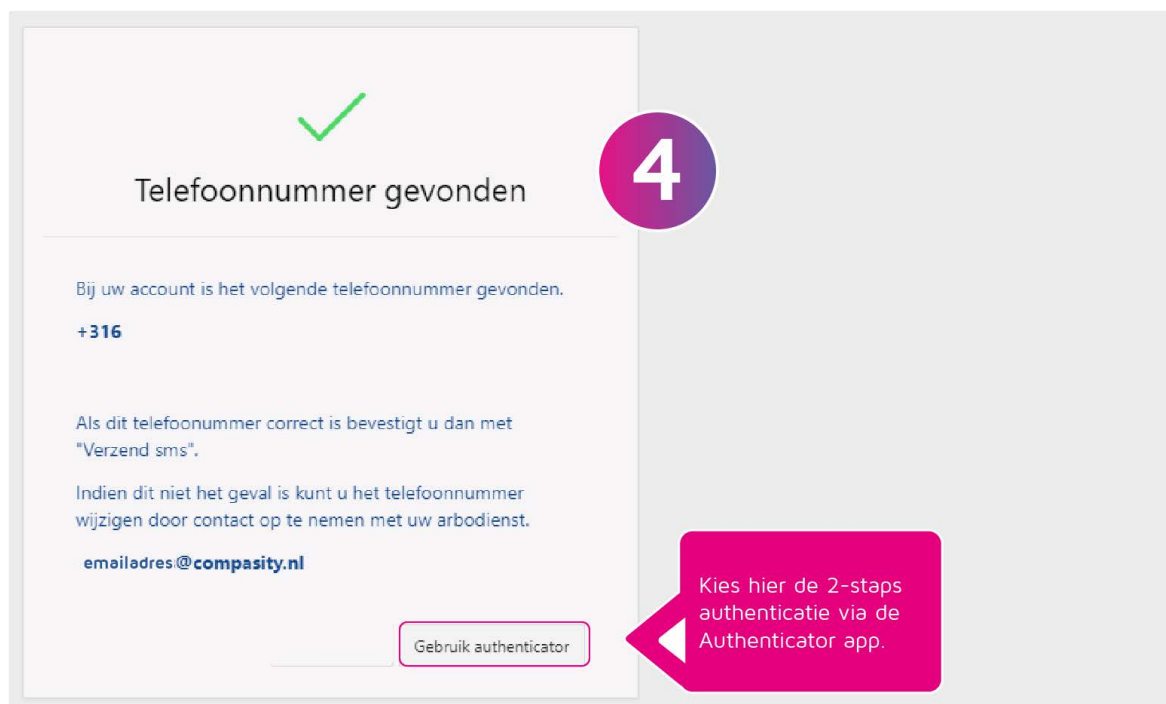 4
Telefoonnummer gevonden
Bij uw account is het volgende telefoonnummer gevonden.
+316
Als dit telefoonummer correct is bevestigt u dan met
"Verzend sms".
Indien dit niet het geval is kunt u het telefoonnummer
wijzigen door contact op te nemen met uw arbodienst.
emailadres@compasity.nl
Gebruik authenticator
Kies hier de 2-staps
authenticatie via de
Authenticator app.